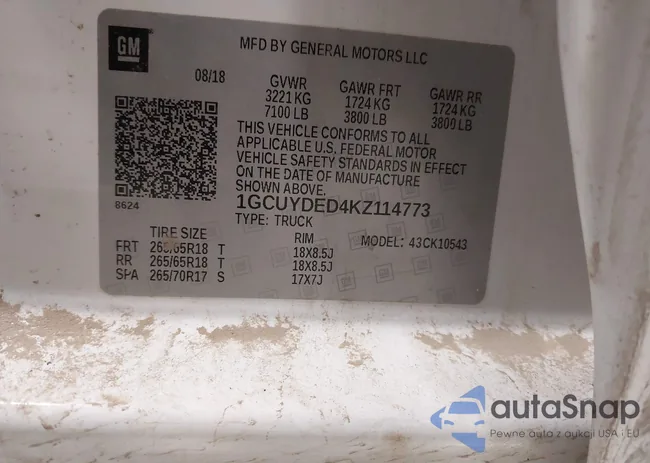 GM
MFD BY GENERAL MOTORS LLC
08/18 GVWR GAWR FRT GAWR RR
3221 KG 1724 KG 1724 KG
7100 LB 3800 LB 3800 LB
THIS VEHICLE CONFORMS TO ALL
APPLICABLE U.S. FEDERAL MOTOR
VEHICLE SAFETY STANDARDS IN EFFECT
ON THE DATE OF MANUFACTURE
SHOWN ABOVE.
8624
1GCUYDED4KZ114773
TYPE: TRUCK
TIRE SIZE RIM MODEL: 43CK10543
FRT 265/65R18 T 18X8.5J
RR 265/65R18 T 18X8.5J
SPA 265/70R17 S 17X7J
autaSnap
Pewne auta z aukcji USA i EU